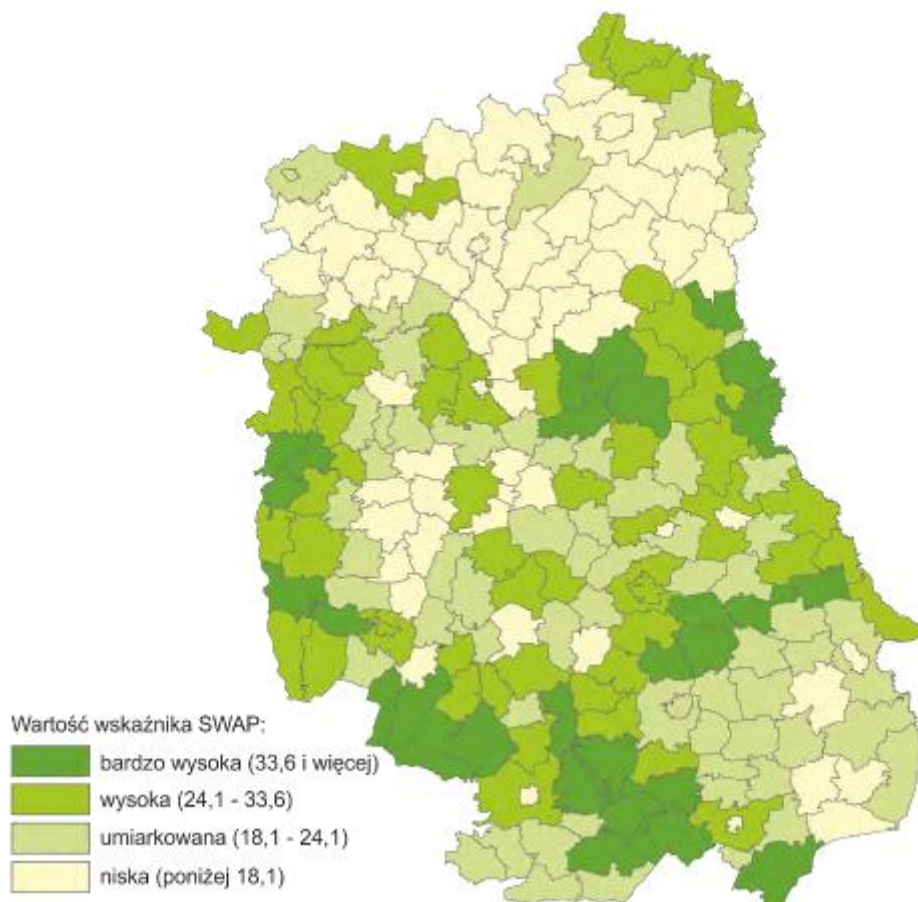 Wartość wskaźnika SWAP:
bardzo wysoka (33,6 i więcej)
wysoka (24,1 - 33,6)
umiarkowana (18,1 - 24,1)
niska (poniżej 18,1)